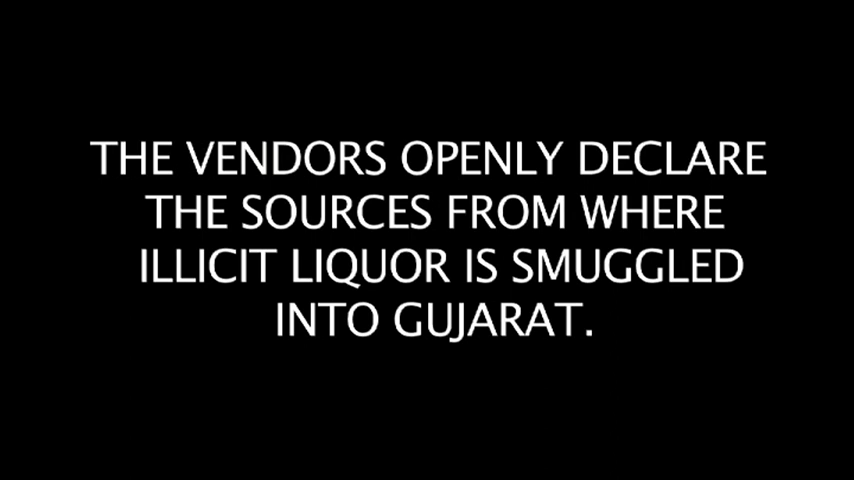 THE VENDORS OPENLY DECLARE
THE SOURCES FROM WHERE
ILLICIT LIQUOR IS SMUGGLED
INTO GUJARAT.